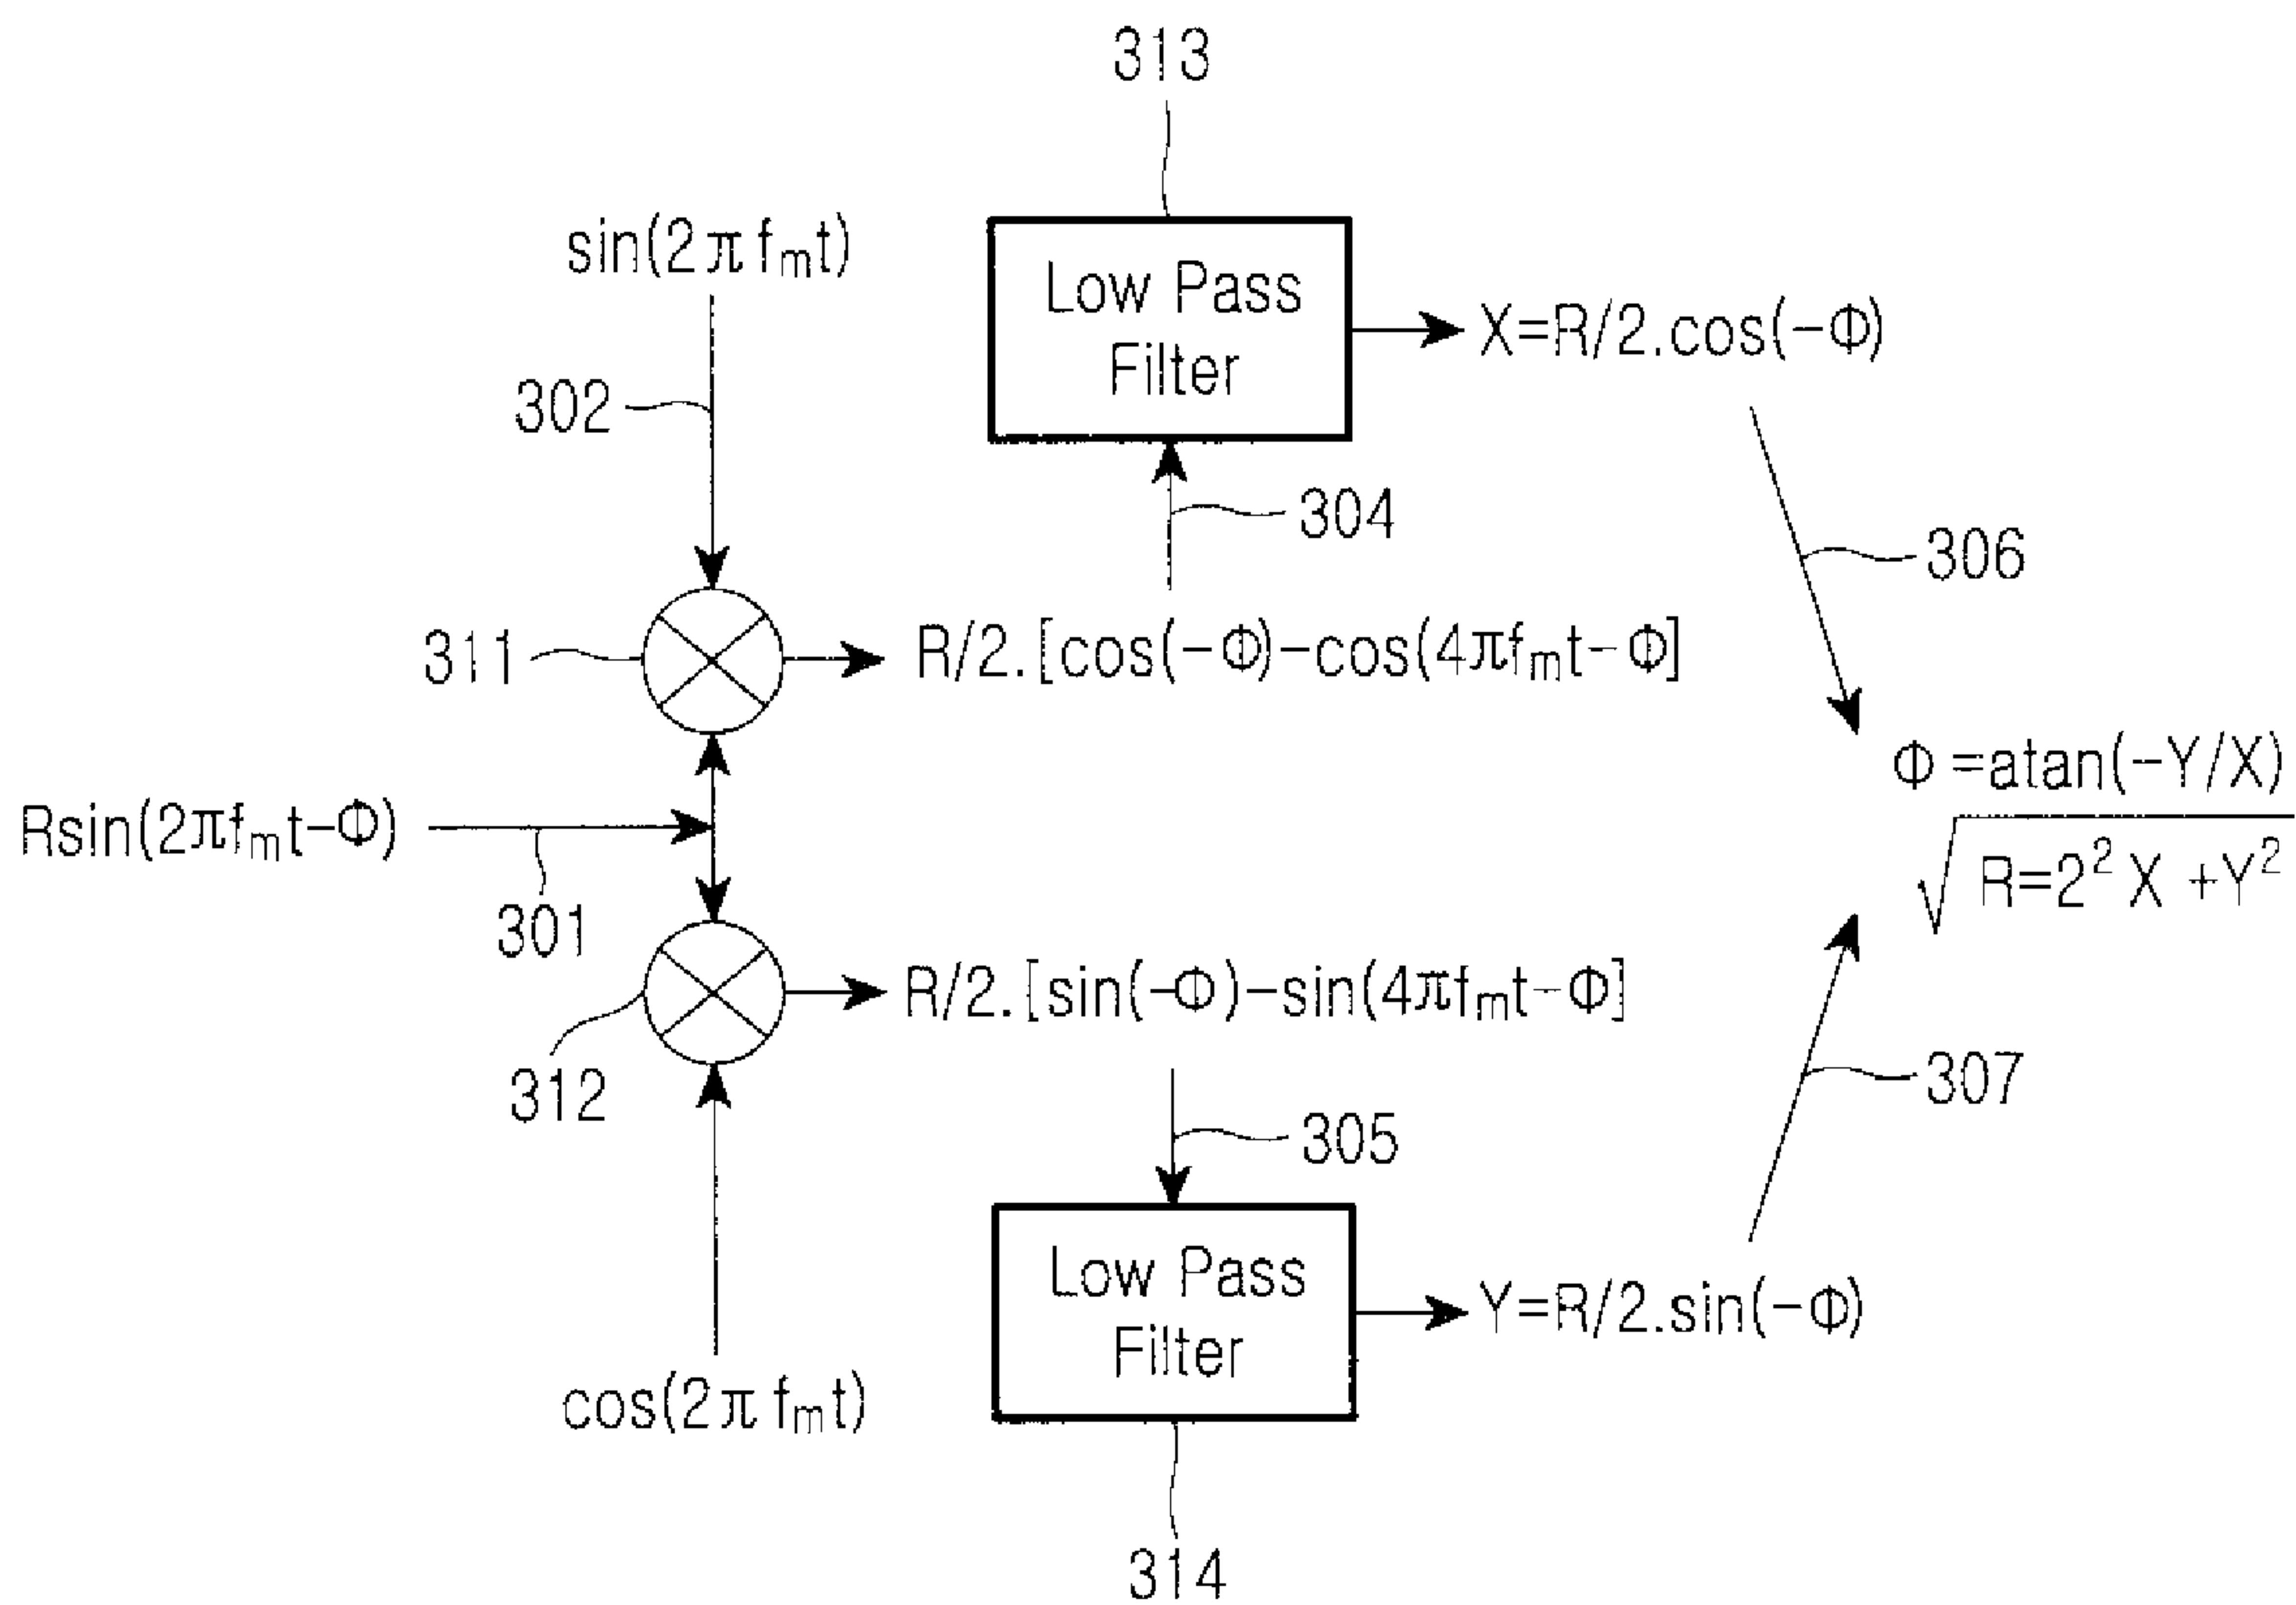 313
sin(2π fmt)
Low Pass
Filter
X=R/2.cos(-Φ)
302
304
306
311
R/2.[cos(-Φ)-cos(4πfmt-Φ]
Φ =atan(-Y/X)
Rsin(2πfmt-Φ)
√R=2² X +Y²
301
R/2.[sin(-Φ)-sin(4πfmt-Φ]
312
307
305
Low Pass
Filter
Y=R/2.sin(-Φ)
cos(2π fmt)
314